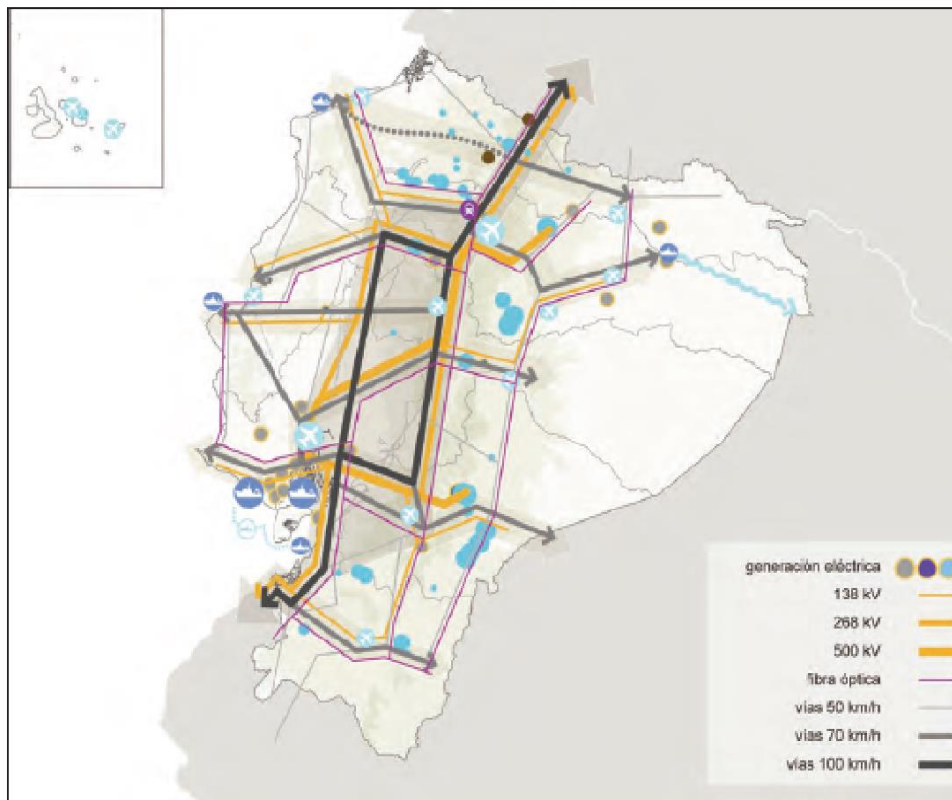 generación eléctrica
138 kV
268 kV
500 kV
fibra óptica
vías 50 km/h
vías 70 km/h
vías 100 km/h